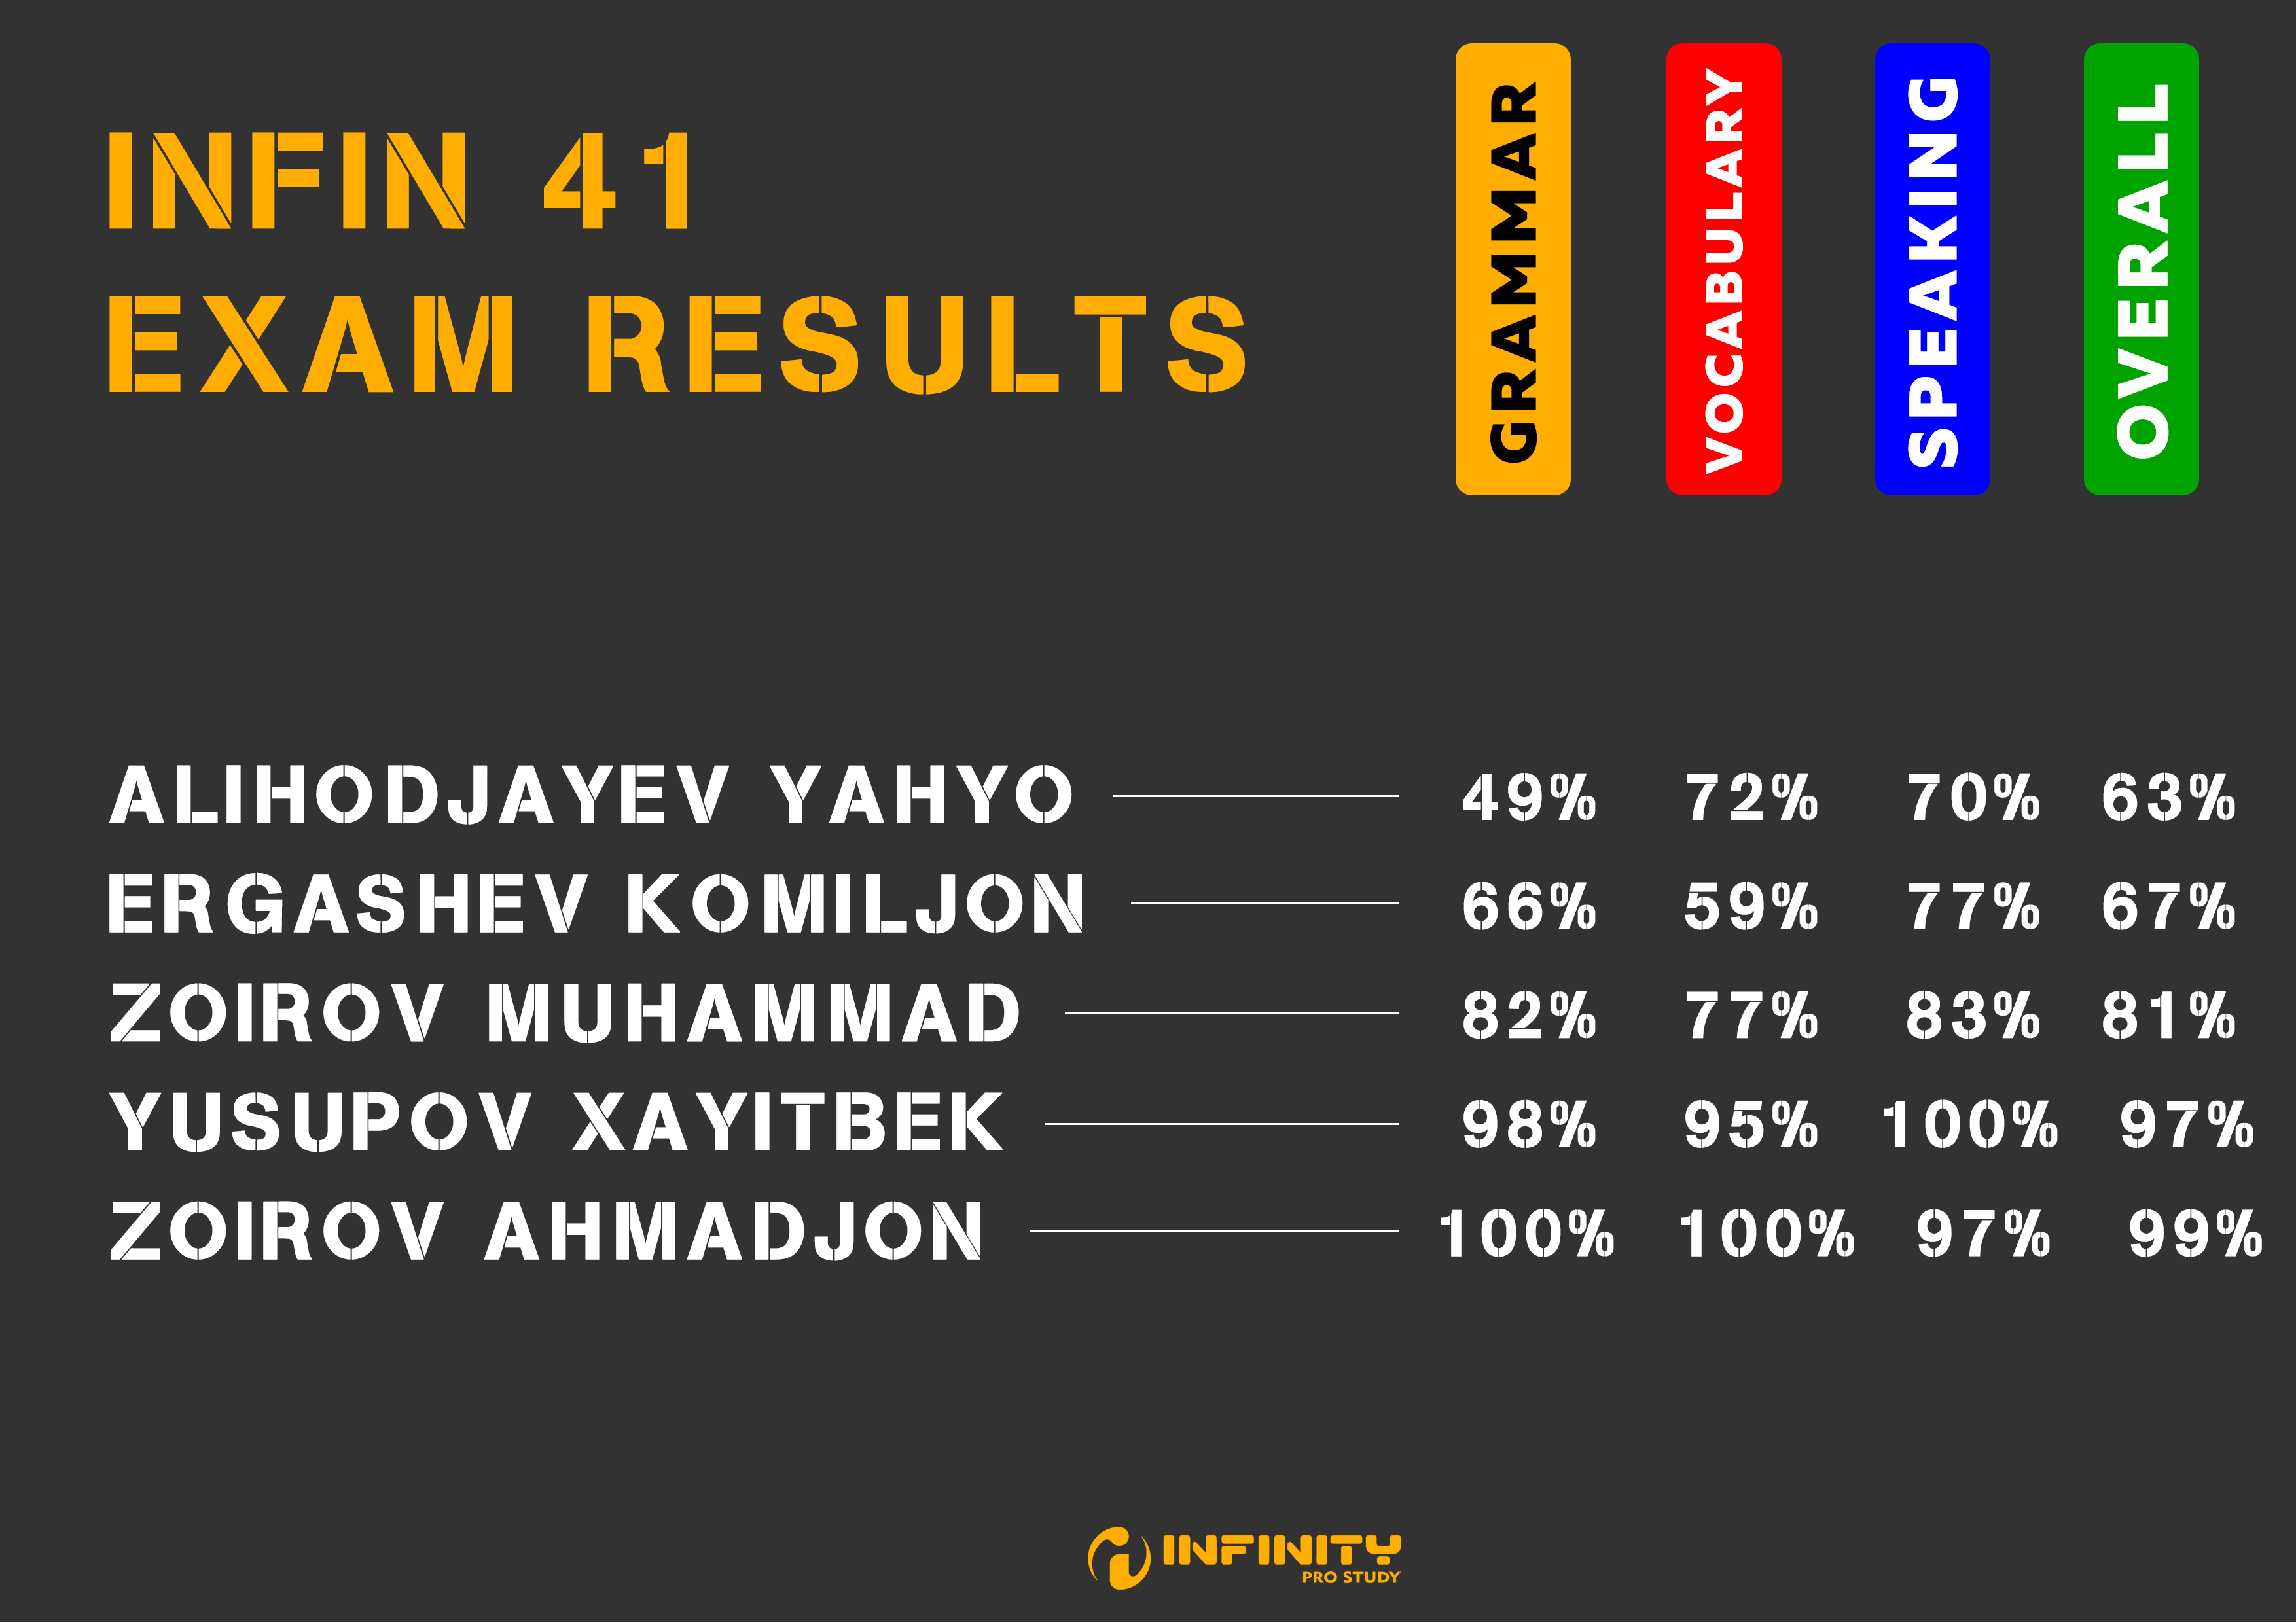 INFIN 41
EXAM RESULTS
GRAMMAR VOCABULARY SPEAKING OVERALL
ALIHODJAYEV YAHYO 49% 72% 70% 63%
ERGASHEV KOMILJON 66% 59% 77% 67%
ZOIROV MUHAMMAD 82% 77% 83% 81%
YUSUPOV XAYITBEK 98% 95% 100% 97%
ZOIROV AHMADJON 100% 100% 97% 99%
INFINITY
PRO STUDY